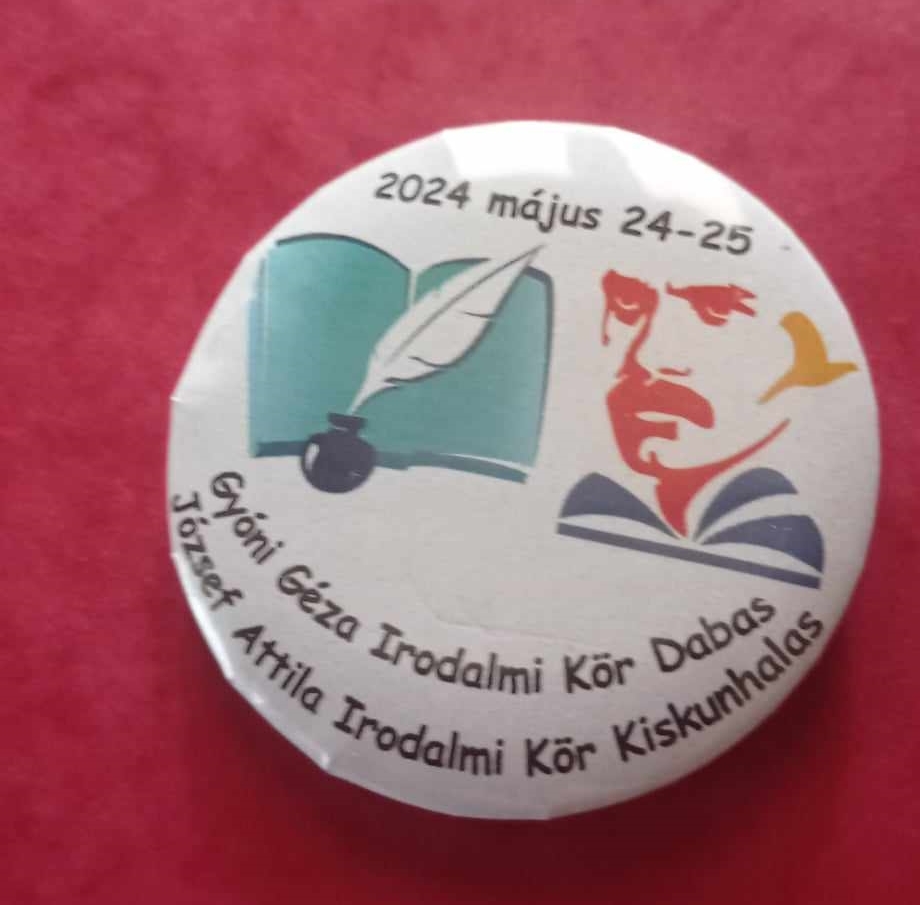 2024 május 24-25
Gyóni Géza Irodalmi Kör Dabas
József Attila Irodalmi Kör Kiskunhalas